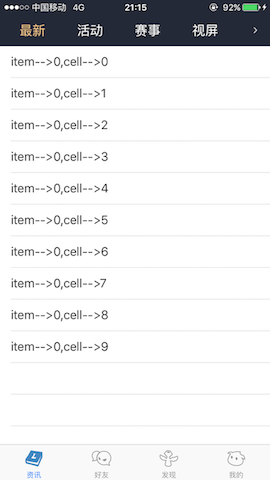 中国移动 4G 21:15 92%
最新 活动 赛事 视屏 >
item-->0,cell-->0
item-->0,cell-->1
item-->0,cell-->2
item-->0,cell-->3
item-->0,cell-->4
item-->0,cell-->5
item-->0,cell-->6
item-->0,cell-->7
item-->0,cell-->8
item-->0,cell-->9
资讯 好友 发现 我的